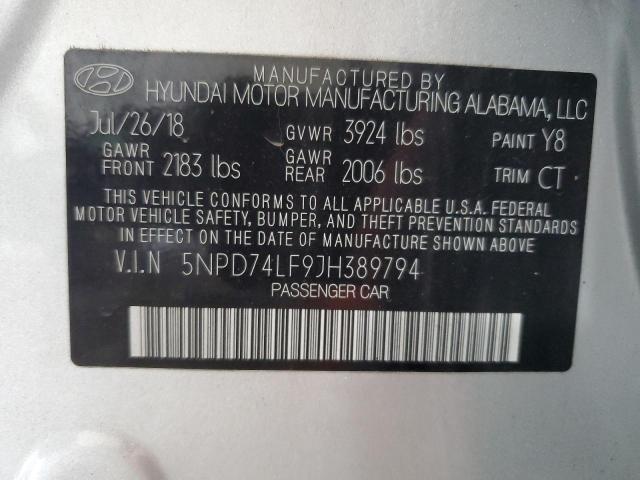 MANUFACTURED BY
HYUNDAI MOTOR MANUFACTURING ALABAMA, LLC
Jul/26/18 GVWR 3924 lbs PAINT Y8
GAWR FRONT 2183 lbs GAWR REAR 2006 lbs TRIM CT
THIS VEHICLE CONFORMS TO ALL APPLICABLE U.S.A. FEDERAL
MOTOR VEHICLE SAFETY, BUMPER, AND THEFT PREVENTION STANDARDS
IN EFFECT ON THE DATE OF MANUFACTURE SHOWN ABOVE.
V.I.N 5NPD74LF9JH389794
PASSENGER CAR